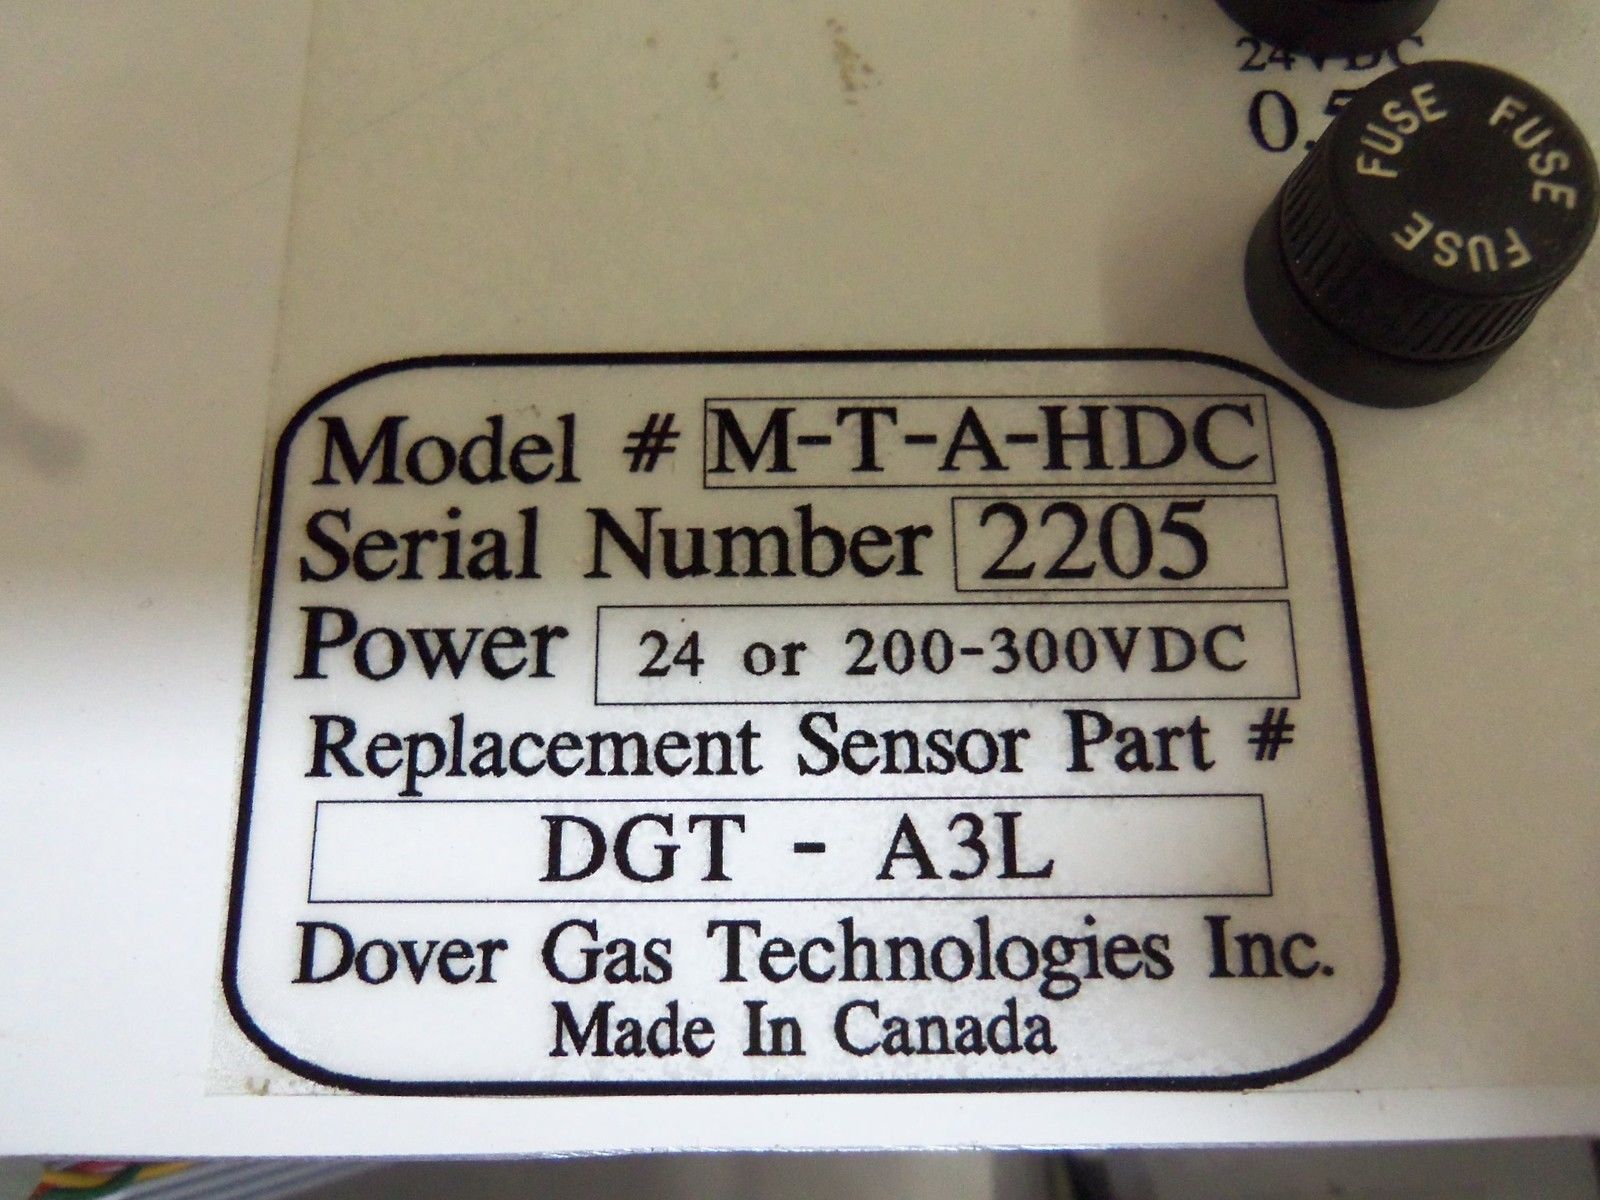 24VDC
FUSE FUSE FUSE
Model # M-T-A-HDC
Serial Number 2205
Power 24 or 200-300VDC
Replacement Sensor Part #
DGT - A3L
Dover Gas Technologies Inc.
Made In Canada